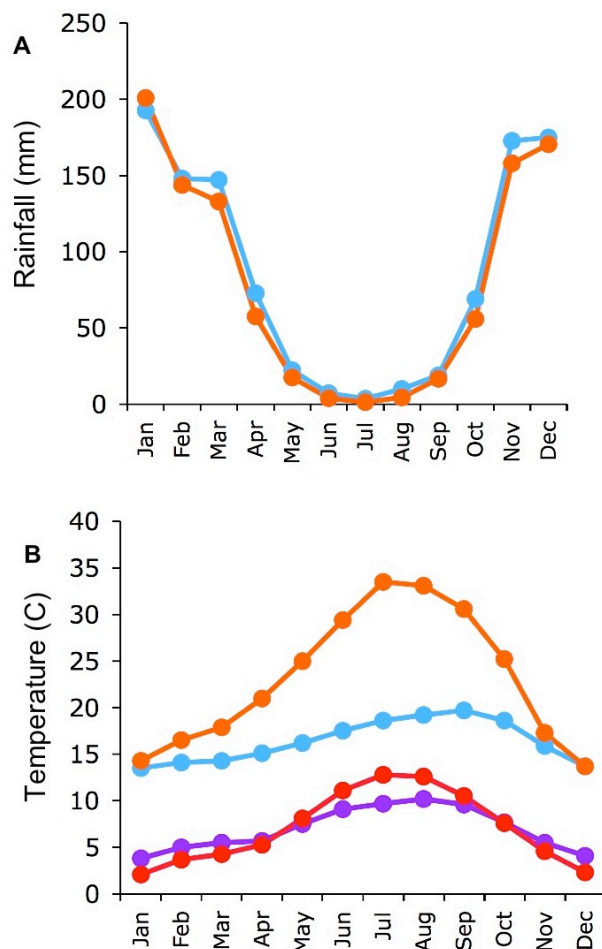 A
Rainfall (mm)
250
200
150
100
50
0
Jan Feb Mar Apr May Jun Jul Aug Sep Oct Nov Dec
B
Temperature (C)
40
35
30
25
20
15
10
5
0
Jan Feb Mar Apr May Jun Jul Aug Sep Oct Nov Dec